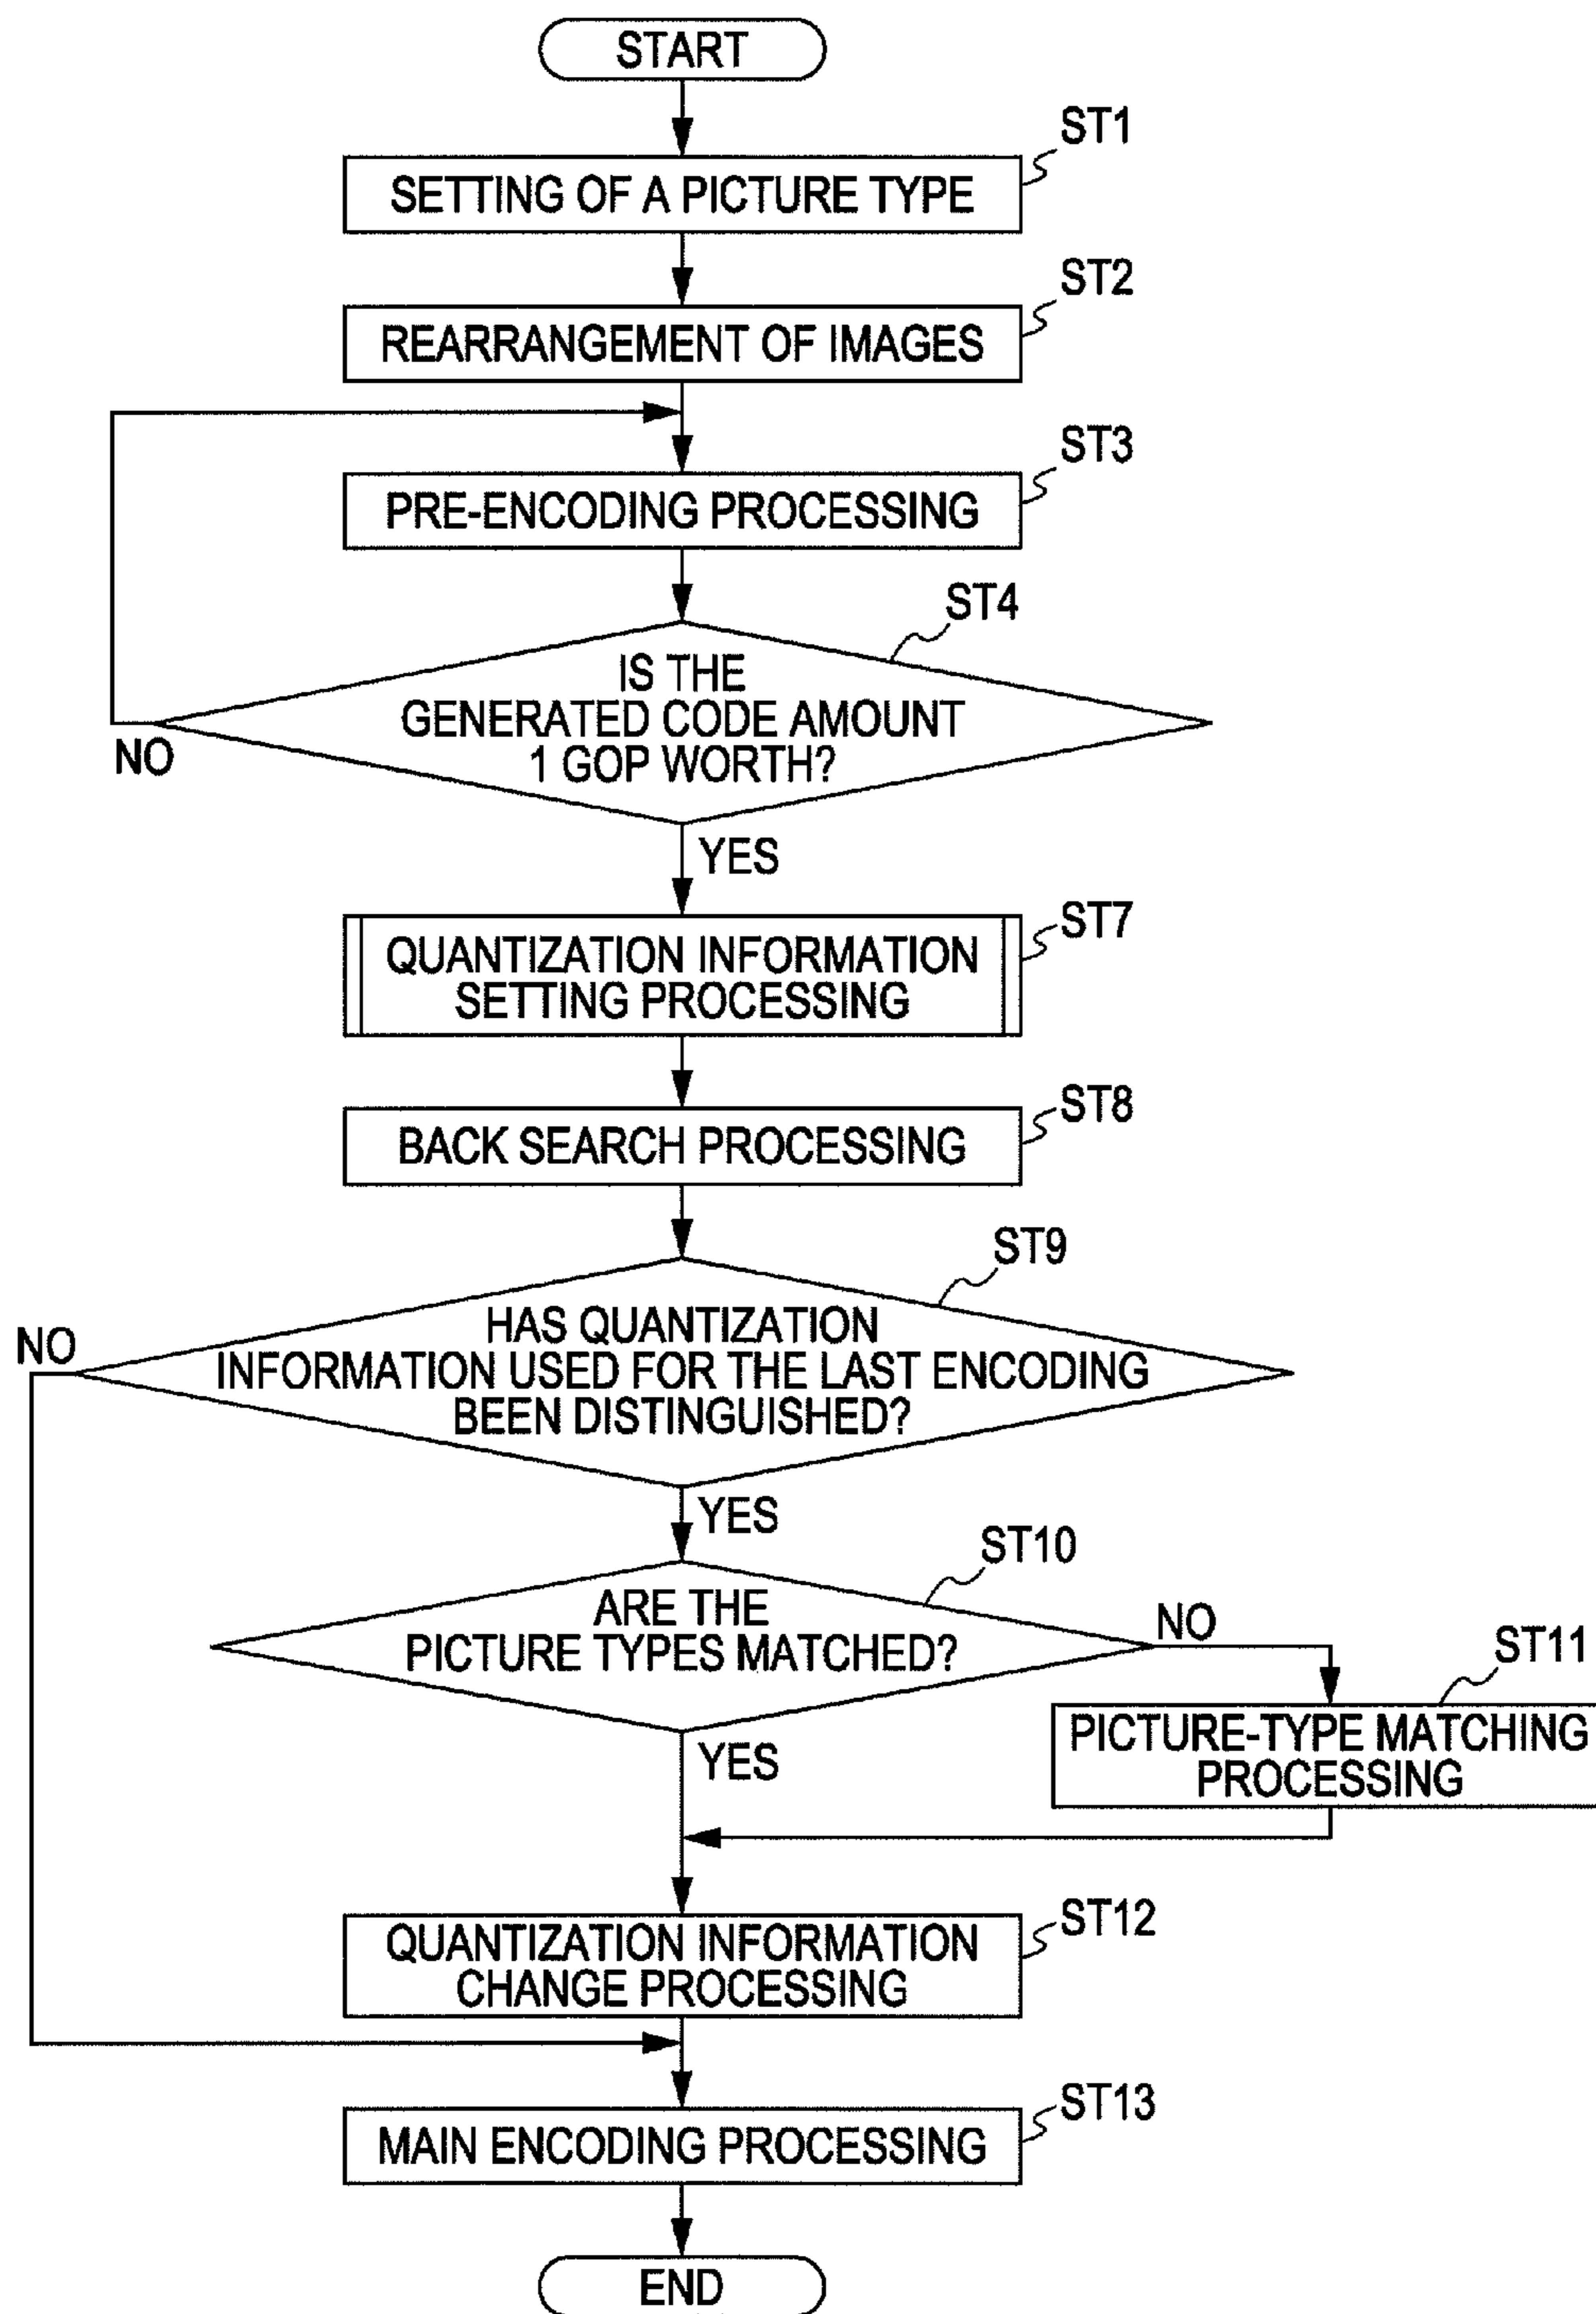 START
ST1
SETTING OF A PICTURE TYPE
ST2
REARRANGEMENT OF IMAGES
ST3
PRE-ENCODING PROCESSING
ST4
IS THE
GENERATED CODE AMOUNT
1 GOP WORTH?
NO
YES
ST7
QUANTIZATION INFORMATION
SETTING PROCESSING
ST8
BACK SEARCH PROCESSING
ST9
HAS QUANTIZATION
INFORMATION USED FOR THE LAST ENCODING
BEEN DISTINGUISHED?
NO
YES
ST10
ARE THE
PICTURE TYPES MATCHED?
NO
ST11
PICTURE-TYPE MATCHING
PROCESSING
YES
ST12
QUANTIZATION INFORMATION
CHANGE PROCESSING
ST13
MAIN ENCODING PROCESSING
END